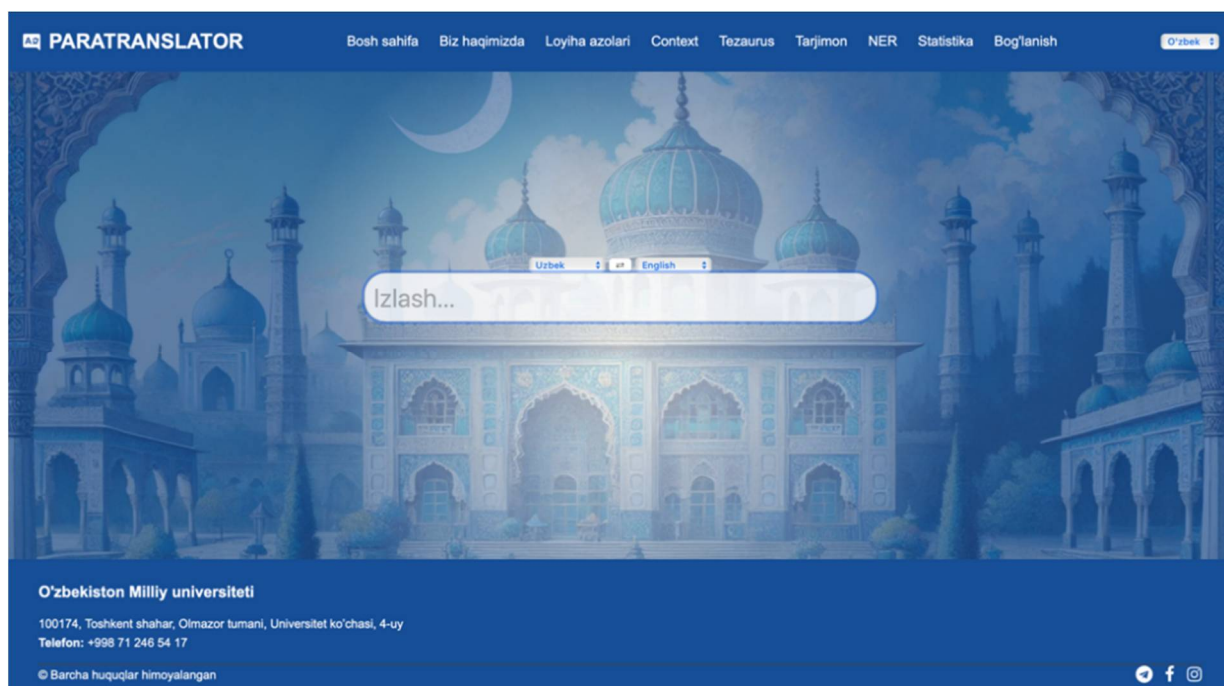 PARATRANSLATOR
Bosh sahifa Biz haqimizda Loyiha azolari Context Tezaurus Tarjimon NER Statistika Bog'lanish
O'zbek
Uzbek English
Izlash...
O'zbekiston Milliy universiteti
100174, Toshkent shahar, Olmazor tumani, Universitet ko'chasi, 4-uy
Telefon: +998 71 246 54 17
© Barcha huquqlar himoyalangan